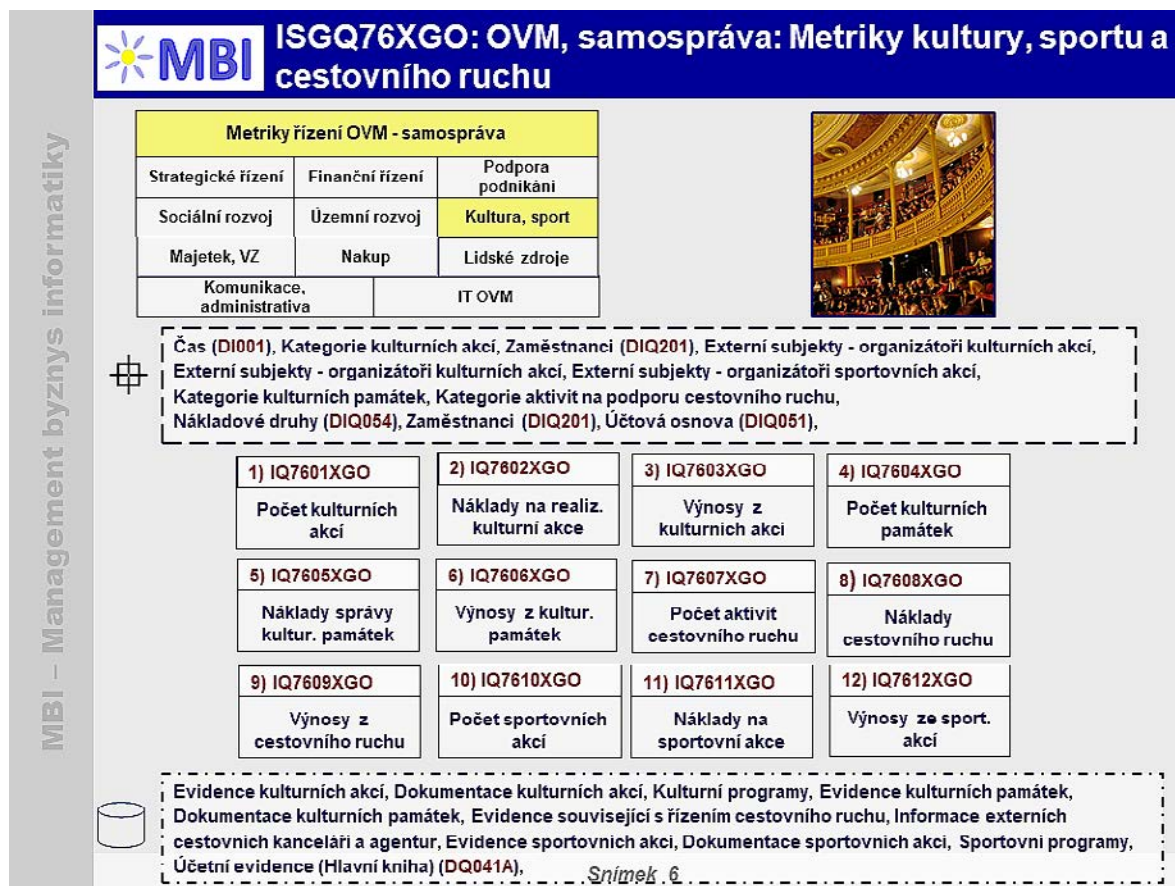 MBI
ISGQ76XGO: OVM, samospráva: Metriky kultury, sportu a
cestovního ruchu
MBI – Management byznys informatiky
Metriky řízení OVM - samospráva
Strategické řízení
Finanční řízení
Podpora
podnikání
Sociální rozvoj
Územní rozvoj
Kultura, sport
Majetek, VZ
Nakup
Lidské zdroje
Komunikace,
administrativa
IT OVM
Čas (DI001), Kategorie kulturních akcí, Zaměstnanci (DIQ201), Externí subjekty - organizátoři kulturních akcí,
Externí subjekty - organizátoři kulturních akcí, Externí subjekty - organizátoři sportovních akcí,
Kategorie kulturních památek, Kategorie aktivit na podporu cestovního ruchu,
Nákladové druhy (DIQ054), Zaměstnanci (DIQ201), Účtová osnova (DIQ051),
1) IQ7601XGO
Počet kulturních
akcí
2) IQ7602XGO
Náklady na realiz.
kulturní akce
3) IQ7603XGO
Výnosy z
kulturních akcí
4) IQ7604XGO
Počet kulturních
památek
5) IQ7605XGO
Náklady správy
kultur. památek
6) IQ7606XGO
Výnosy z kultur.
památek
7) IQ7607XGO
Počet aktivit
cestovního ruchu
8) IQ7608XGO
Náklady
cestovního ruchu
9) IQ7609XGO
Výnosy z
cestovního ruchu
10) IQ7610XGO
Počet sportovních
akcí
11) IQ7611XGO
Náklady na
sportovní akce
12) IQ7612XGO
Výnosy ze sport.
akcí
Evidence kulturních akcí, Dokumentace kulturních akcí, Kulturní programy, Evidence kulturních památek,
Dokumentace kulturních památek, Evidence související s řízením cestovního ruchu, Informace externích
cestovních kanceláří a agentur, Evidence sportovních akcí, Dokumentace sportovních akcí, Sportovní programy,
Účetní evidence (Hlavní kniha) (DQ041A),
Snímek 6